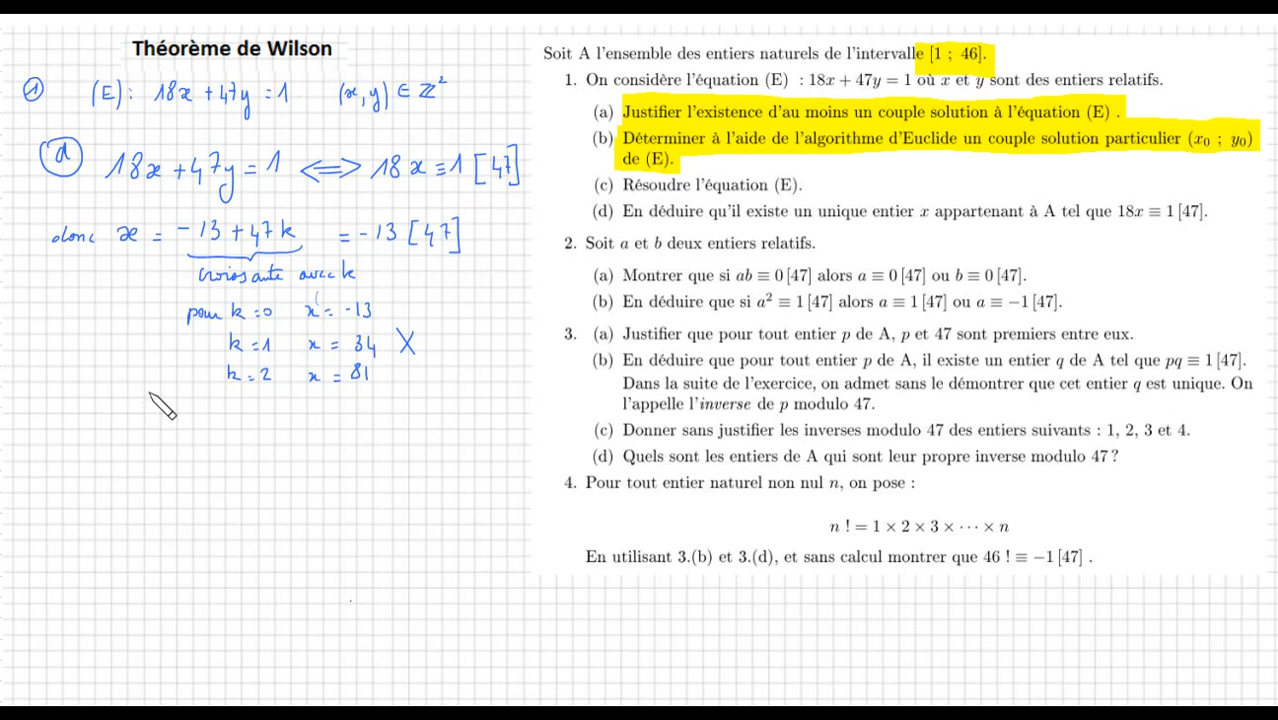 Théorème de Wilson
① (E): 18x + 47y = 1 (x,y) ∈ ℤ²
ⓓ 18x + 47y = 1 ⟺ 18x ≡ 1 [47]
donc x = -13 + 47k = -13 [47]
croissante avec k
pour k = 0 x = -13
k = 1 x = 34 X
k = 2 x = 81
Soit A l'ensemble des entiers naturels de l'intervalle [1 ; 46].
1. On considère l'équation (E) : 18x + 47y = 1 où x et y sont des entiers relatifs.
(a) Justifier l'existence d'au moins un couple solution à l'équation (E) .
(b) Déterminer à l'aide de l'algorithme d'Euclide un couple solution particulier (x₀ ; y₀)
de (E).
(c) Résoudre l'équation (E).
(d) En déduire qu'il existe un unique entier x appartenant à A tel que 18x ≡ 1 [47].
2. Soit a et b deux entiers relatifs.
(a) Montrer que si ab ≡ 0 [47] alors a ≡ 0 [47] ou b ≡ 0 [47].
(b) En déduire que si a² ≡ 1 [47] alors a ≡ 1 [47] ou a ≡ −1 [47].
3. (a) Justifier que pour tout entier p de A, p et 47 sont premiers entre eux.
(b) En déduire que pour tout entier p de A, il existe un entier q de A tel que pq ≡ 1 [47].
Dans la suite de l'exercice, on admet sans le démontrer que cet entier q est unique. On
l'appelle l'inverse de p modulo 47.
(c) Donner sans justifier les inverses modulo 47 des entiers suivants : 1, 2, 3 et 4.
(d) Quels sont les entiers de A qui sont leur propre inverse modulo 47 ?
4. Pour tout entier naturel non nul n, on pose :
n ! = 1 × 2 × 3 × ⋯ × n
En utilisant 3.(b) et 3.(d), et sans calcul montrer que 46 ! ≡ −1 [47] .